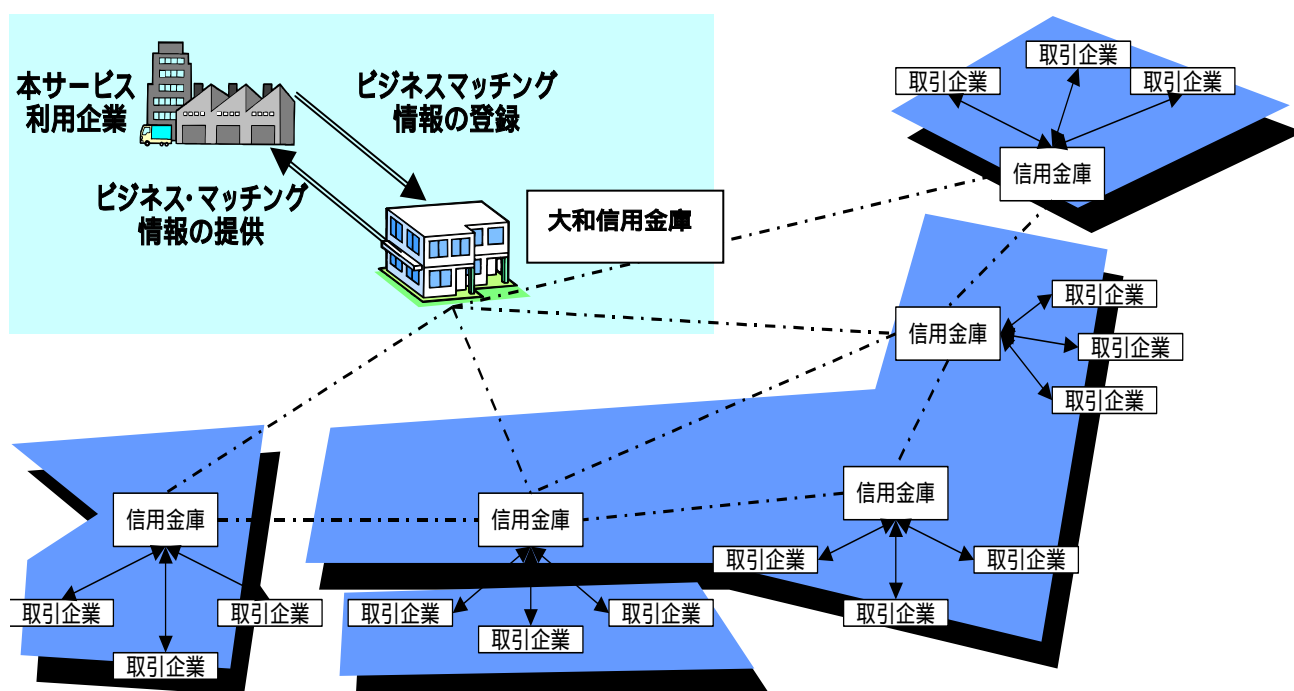 本サービス
利用企業
ビジネスマッチング
情報の登録
ビジネス・マッチング
情報の提供
大和信用金庫
取引企業
取引企業
取引企業
信用金庫
信用金庫
取引企業
取引企業
取引企業
信用金庫
取引企業
取引企業
取引企業
信用金庫
取引企業
取引企業
取引企業
信用金庫
取引企業
取引企業
取引企業